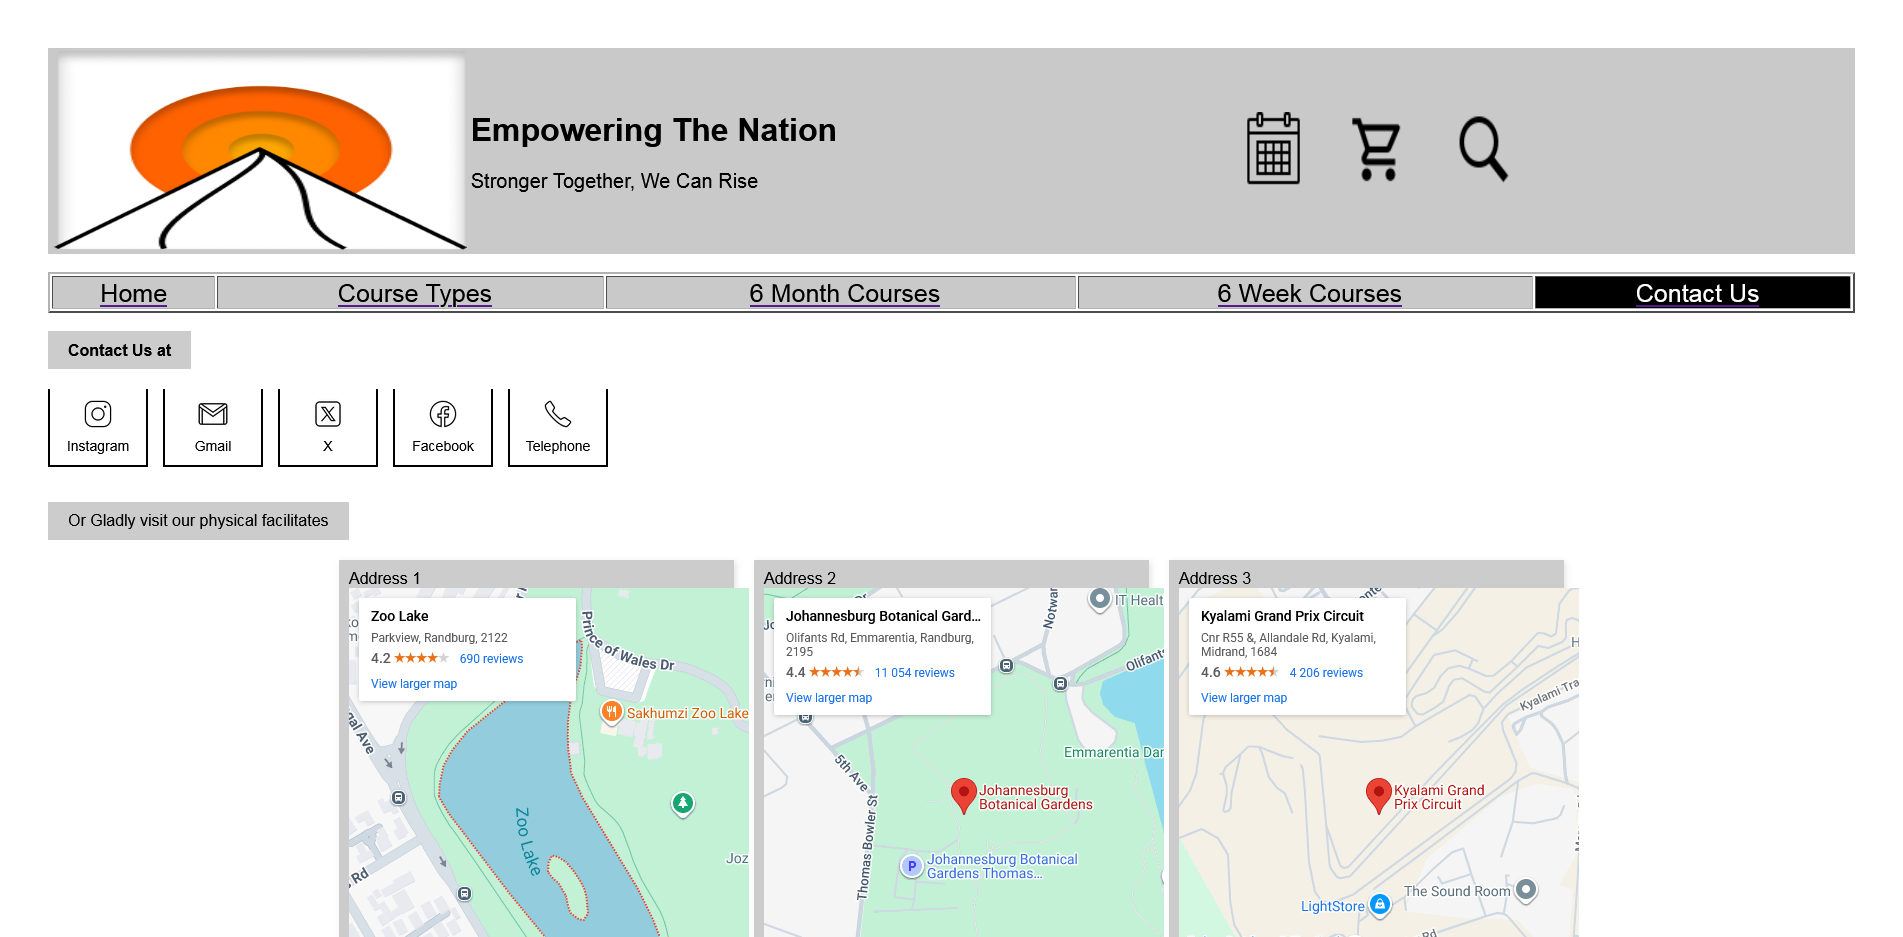 Empowering The Nation
Stronger Together, We Can Rise
Home
Course Types
6 Month Courses
6 Week Courses
Contact Us
Contact Us at
Instagram
Gmail
X
Facebook
Telephone
Or Gladly visit our physical facilitates
Address 1
Zoo Lake
Parkview, Randburg, 2122
4.2
690 reviews
View larger map
Prince of Wales Dr
Sakhumzi Zoo Lake
Zoo Lake
Joz
Rd
Address 2
Johannesburg Botanical Gard...
Olifants Rd, Emmarentia, Randburg,
2195
4.4
11 054 reviews
View larger map
IT Healt
Notwar
Olifants
Emmarentia Dar
5th Ave
Thomas Bowler St
Johannesburg
Botanical Gardens
P
Johannesburg Botanical
Gardens Thomas...
Address 3
Kyalami Grand Prix Circuit
Cnr R55 &, Allandale Rd, Kyalami,
Midrand, 1684
4.6
4 206 reviews
View larger map
Kyalami Tra
Kyalami Grand
Prix Circuit
The Sound Room
LightStore
Rd